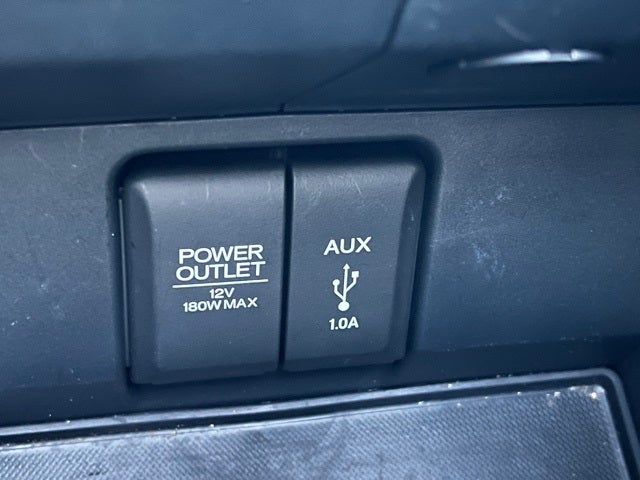 POWER
OUTLET
12V
180W MAX
AUX
1.0A